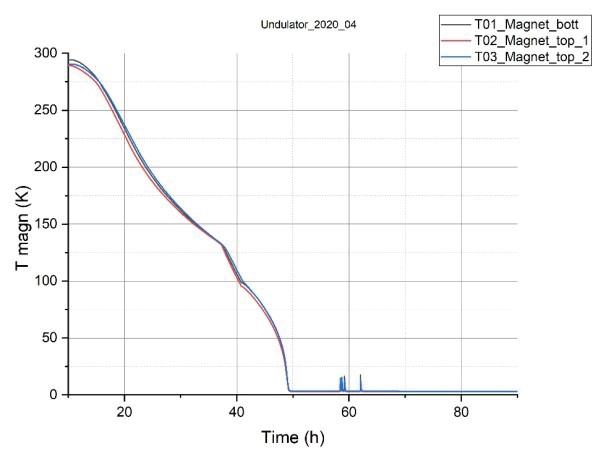 Undulator_2020_04
T01_Magnet_bott
T02_Magnet_top_1
T03_Magnet_top_2
300
250
200
150
100
50
0
T magn (K)
20
40
60
80
Time (h)